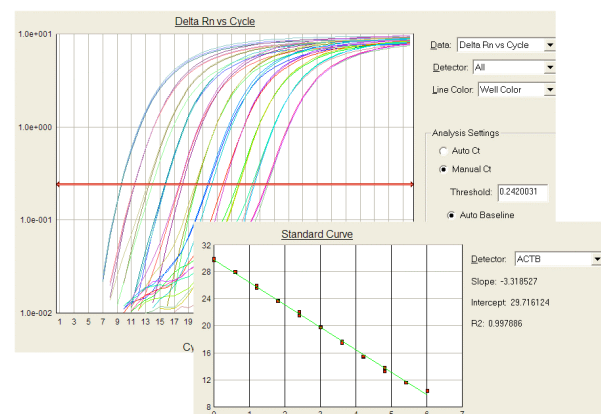 Delta Rn vs Cycle
1.0e+001
1.0e+000
1.0e-001
1.0e-002
1 3 5 7 9 11 13 15 17 19
Cy
Data: Delta Rn vs Cycle
Detector: All
Line Color: Well Color
Analysis Settings
Auto Ct
Manual Ct
Threshold: 0.2420031
Auto Baseline
Standard Curve
32
28
24
20
16
12
8
0 1 2 3 4 5 6 7
Detector: ACTB
Slope: -3.318527
Intercept: 29.716124
R2: 0.997886